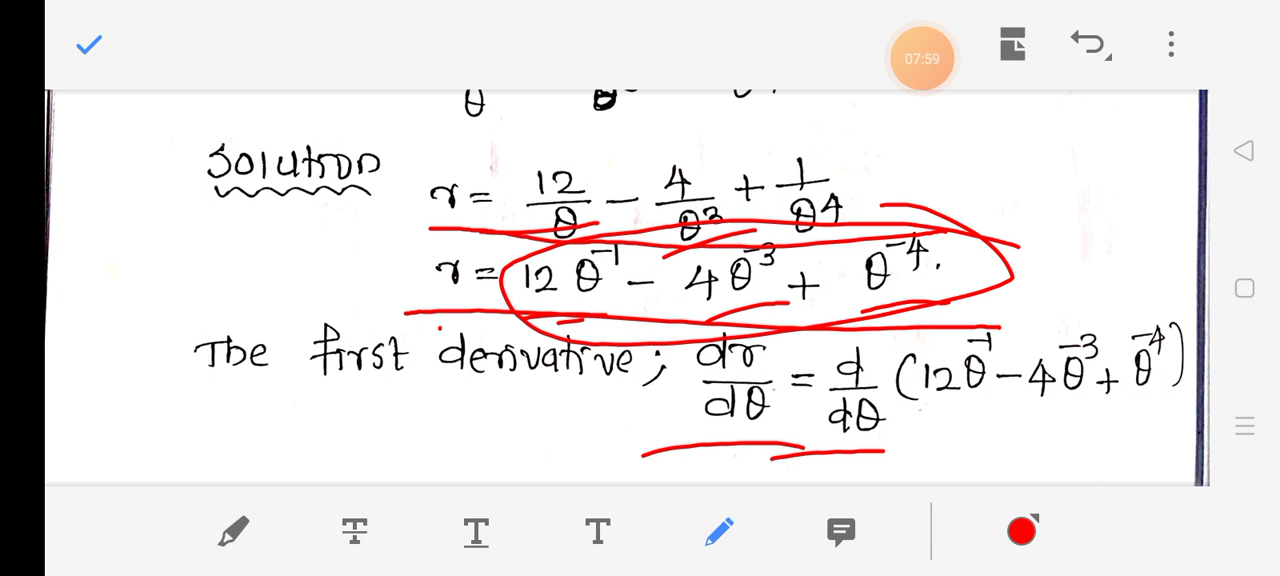 07:59
θ θ
Solution
r = 12/θ − 4/θ³ + 1/θ⁴
r = 12 θ⁻¹ − 4θ⁻³ + θ⁻⁴.
The first derivative; dr/dθ = d/dθ (12θ⁻¹ − 4θ⁻³ + θ⁻⁴)
T T T